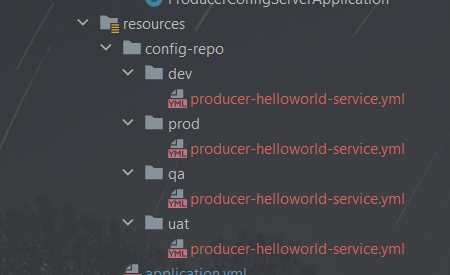 ProducerConfigServerApplication
resources
config-repo
dev
YML producer-helloworld-service.yml
prod
YML producer-helloworld-service.yml
qa
YML producer-helloworld-service.yml
uat
YML producer-helloworld-service.yml
application.yml